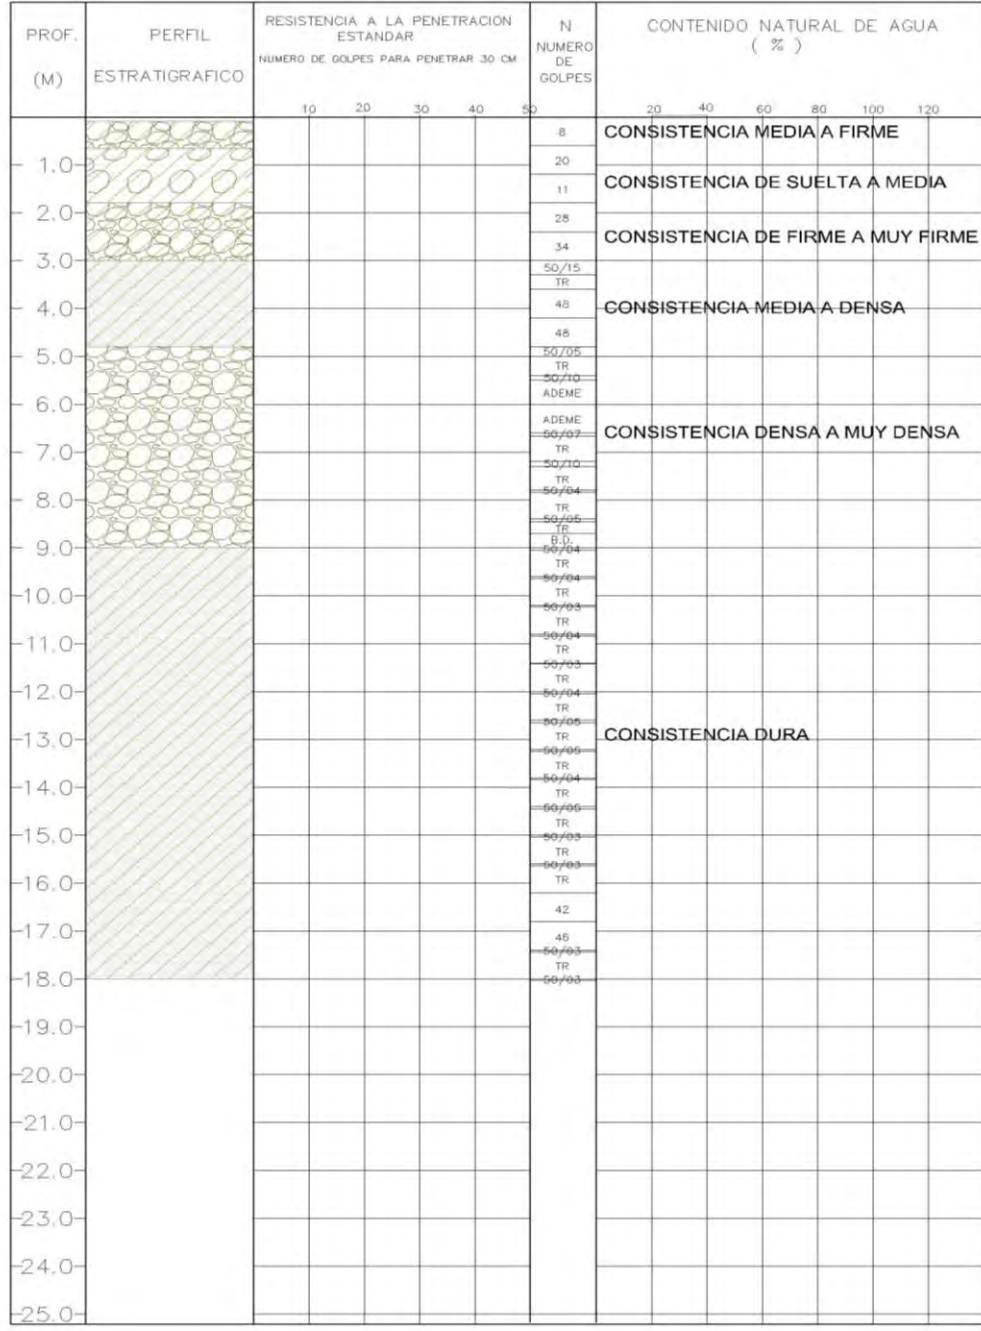 PROF.
(M)
PERFIL
ESTRATIGRAFICO
RESISTENCIA A LA PENETRACION
ESTANDAR
NUMERO DE GOLPES PARA PENETRAR 30 CM
10 20 30 40 50
N
NUMERO
DE
GOLPES
CONTENIDO NATURAL DE AGUA
( % )
20 40 60 80 100 120
8 CONSISTENCIA MEDIA A FIRME
1.0 20
11 CONSISTENCIA DE SUELTA A MEDIA
2.0 28
34 CONSISTENCIA DE FIRME A MUY FIRME
3.0
50/15
TR
4.0 48 CONSISTENCIA MEDIA A DENSA
48
5.0 50/05
TR
50/10
ADEME
6.0
ADEME
50/07 CONSISTENCIA DENSA A MUY DENSA
7.0 TR
50/10
TR
50/04
8.0
TR
50/05
TR
B.D.
9.0 50/04
TR
50/04
10.0 TR
50/03
TR
50/04
11.0 TR
50/03
TR
12.0 50/04
TR
50/05
13.0 TR CONSISTENCIA DURA
50/05
TR
50/04
14.0 TR
50/05
TR
15.0 50/03
TR
50/03
16.0 TR
42
17.0 46
50/03
TR
18.0 50/03
19.0
20.0
21.0
22.0
23.0
24.0
25.0